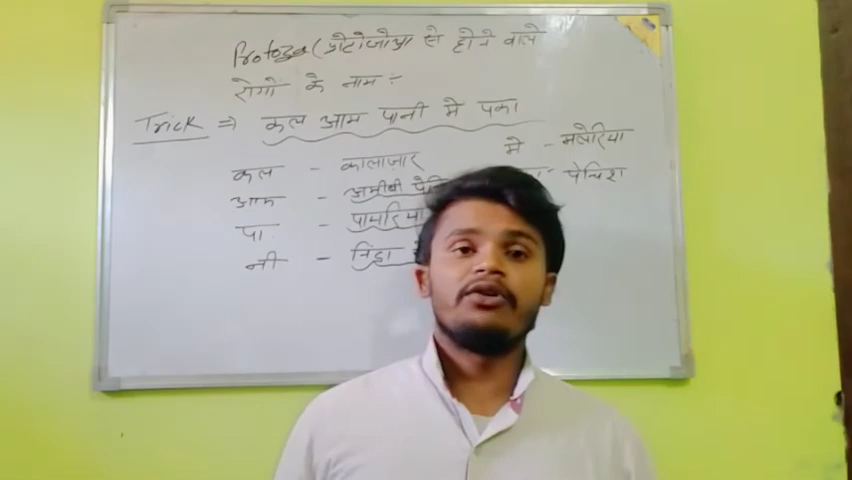 Protozoa (प्रोटोजोआ से होने वाले
रोगों के नाम :-
Trick ⇒ कल आम पानी मे पका
कल - कालाज़ार
आम - अमीबी
पा - पायरिया
नी - निद्रा
मे - मलेरिया
पेचिश